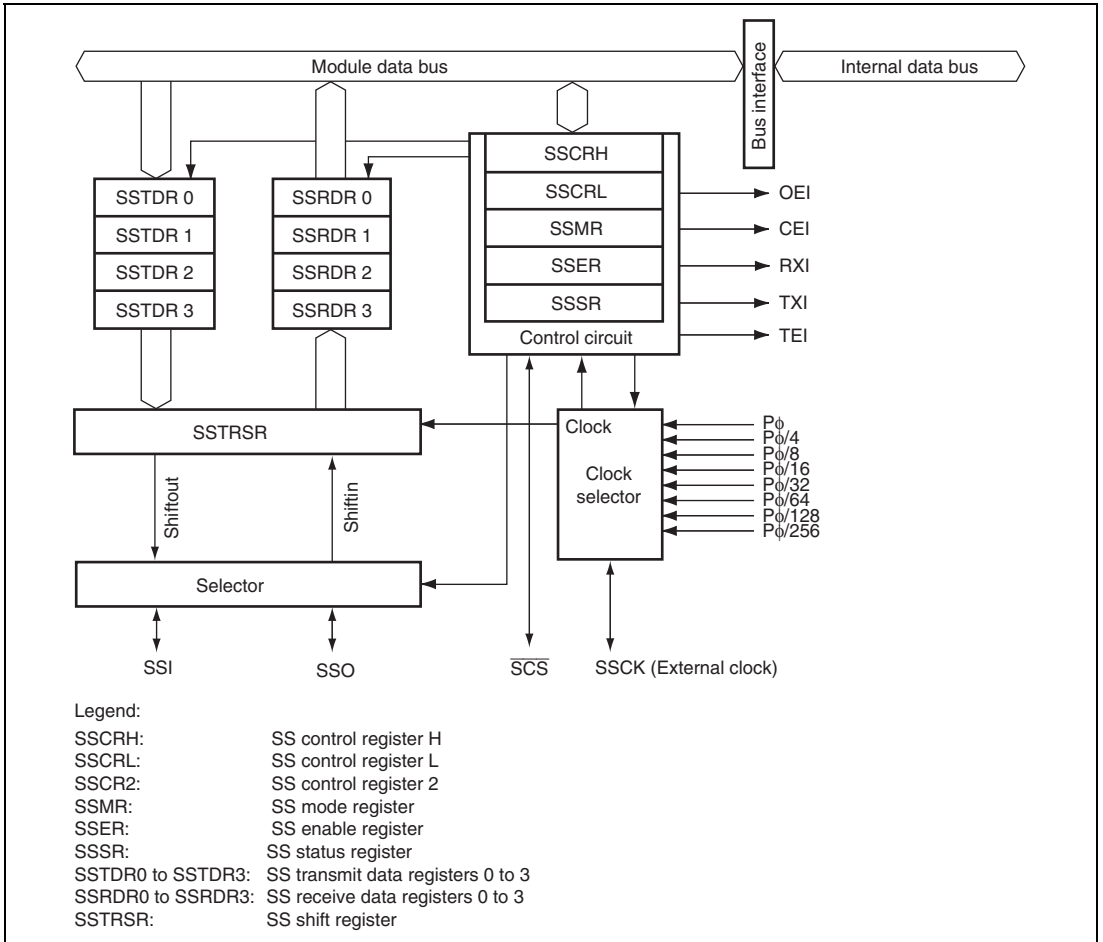 Module data bus
Bus interface
Internal data bus
SSTDR 0
SSTDR 1
SSTDR 2
SSTDR 3
SSRDR 0
SSRDR 1
SSRDR 2
SSRDR 3
SSCRH
SSCRL
SSMR
SSER
SSSR
Control circuit
OEI
CEI
RXI
TXI
TEI
SSTRSR
Clock
Clock
selector
Pϕ
Pϕ/4
Pϕ/8
Pϕ/16
Pϕ/32
Pϕ/64
Pϕ/128
Pϕ/256
Shiftout
Shiftin
Selector
SSI
SSO
S̅C̅S̅
SSCK (External clock)
Legend:
SSCRH: SS control register H
SSCRL: SS control register L
SSCR2: SS control register 2
SSMR: SS mode register
SSER: SS enable register
SSSR: SS status register
SSTDR0 to SSTDR3: SS transmit data registers 0 to 3
SSRDR0 to SSRDR3: SS receive data registers 0 to 3
SSTRSR: SS shift register